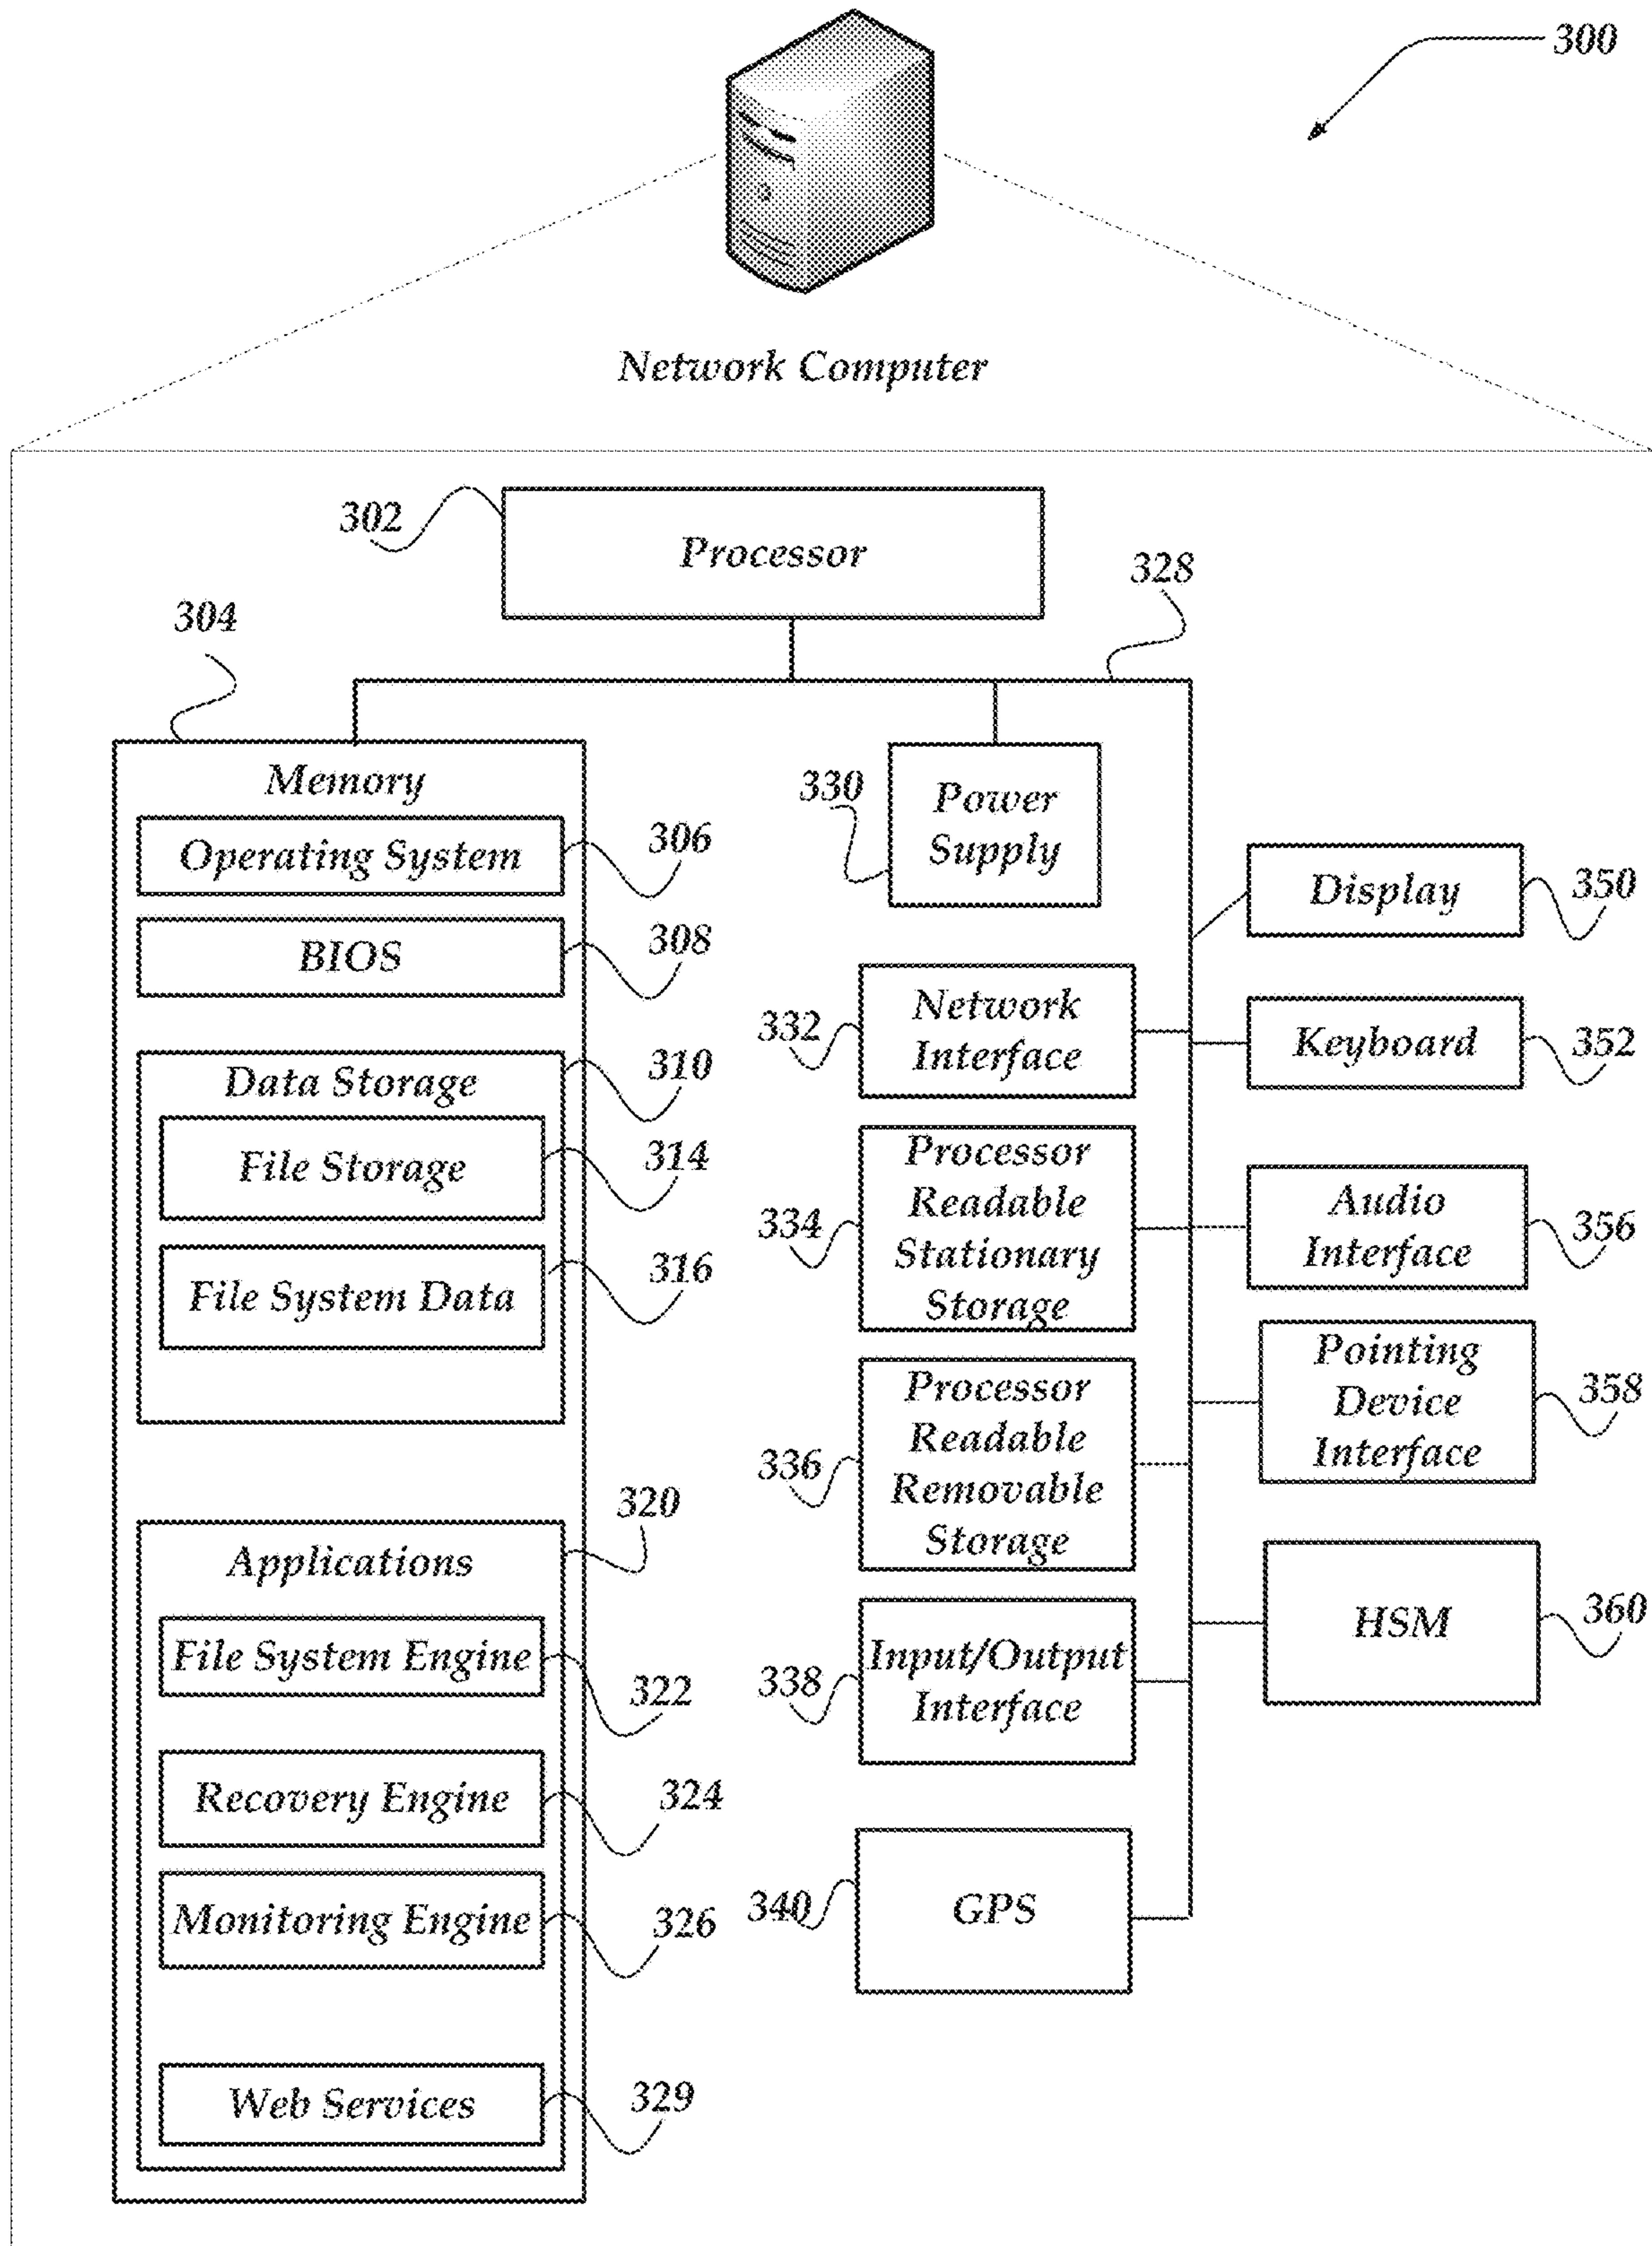 300
Network Computer
302
Processor
328
304
Memory
Operating System
306
BIOS
308
Data Storage
310
File Storage
314
File System Data
316
Applications
320
File System Engine
322
Recovery Engine
324
Monitoring Engine
326
Web Services
329
330
Power
Supply
332
Network
Interface
334
Processor
Readable
Stationary
Storage
336
Processor
Readable
Removable
Storage
338
Input/Output
Interface
340
GPS
Display
350
Keyboard
352
Audio
Interface
356
Pointing
Device
Interface
358
HSM
360